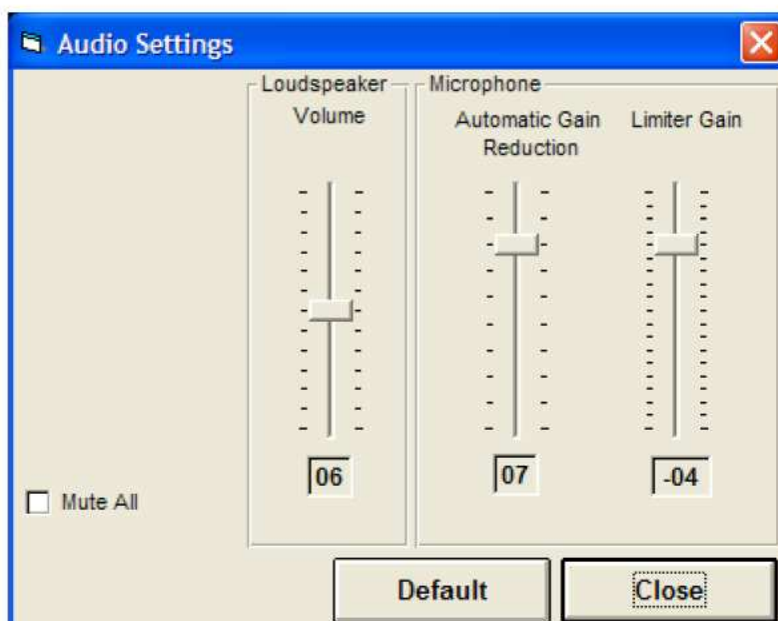 Audio Settings
Loudspeaker
Volume
06
Microphone
Automatic Gain
Reduction
07
Limiter Gain
-04
Mute All
Default
Close